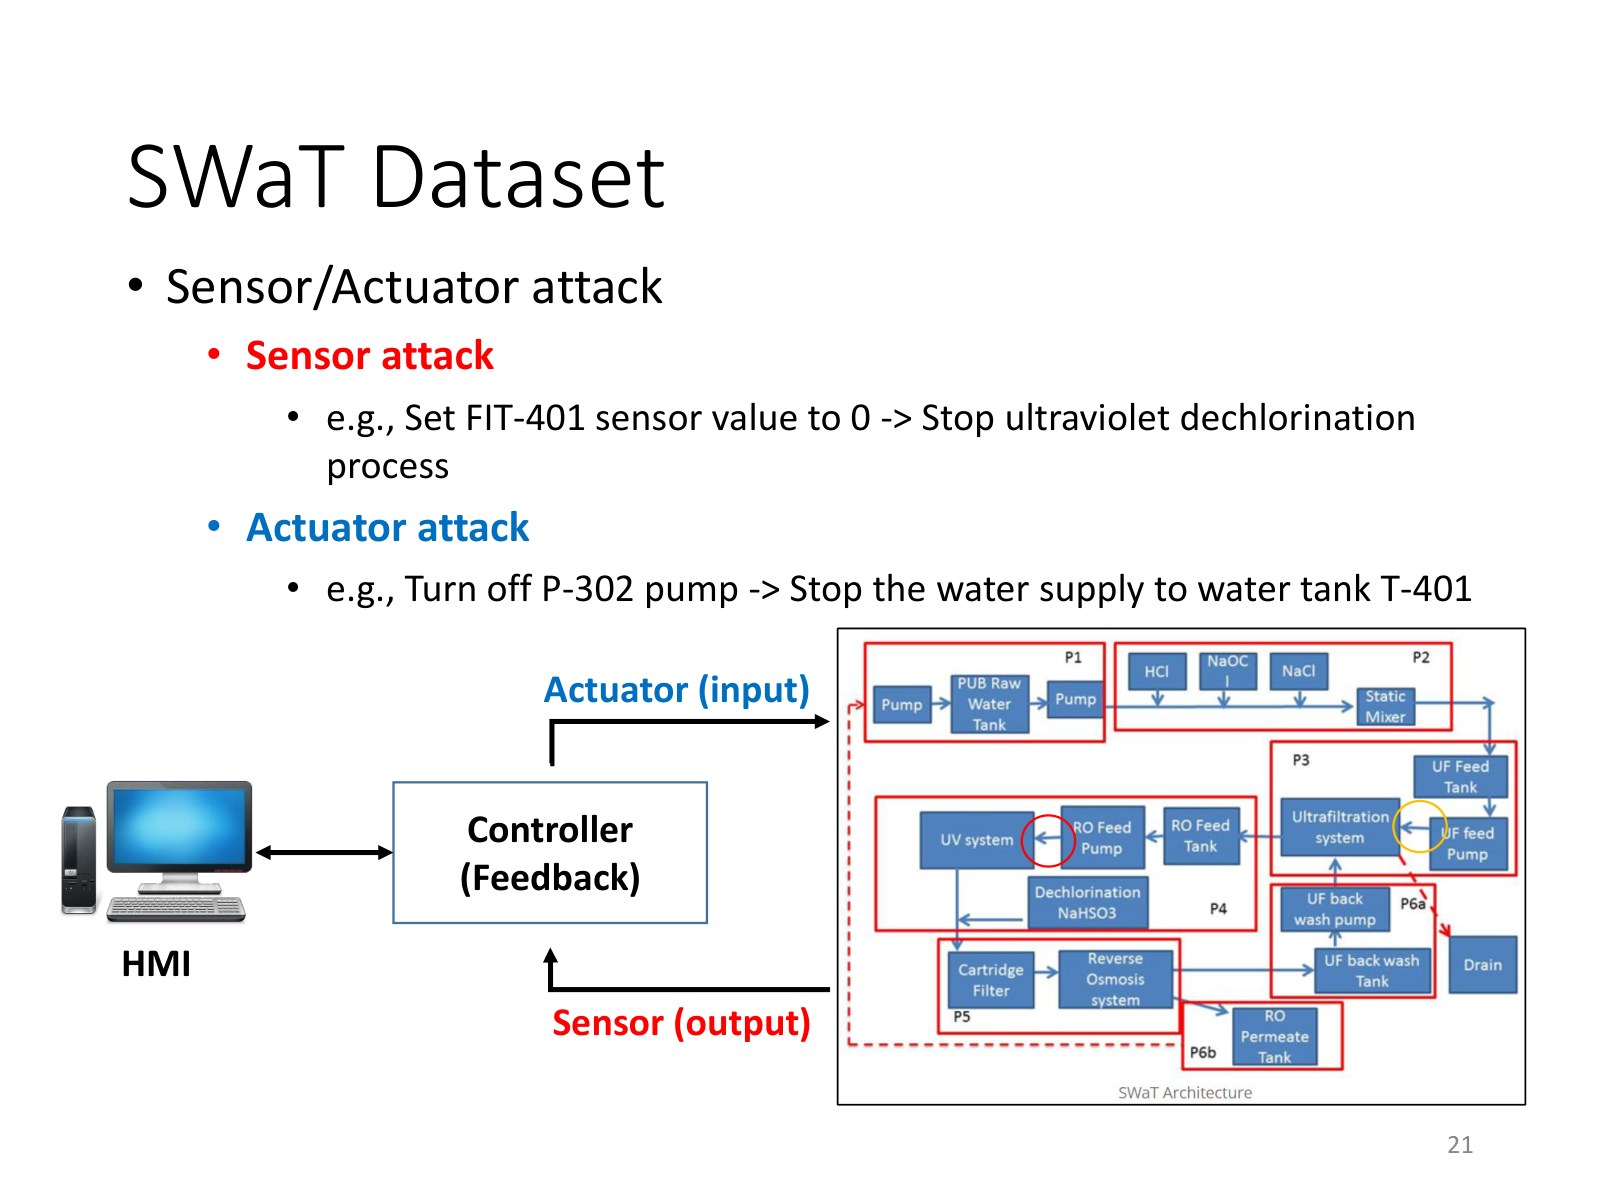 SWaT Dataset
• Sensor/Actuator attack
• Sensor attack
• e.g., Set FIT-401 sensor value to 0 -> Stop ultraviolet dechlorination
process
• Actuator attack
• e.g., Turn off P-302 pump -> Stop the water supply to water tank T-401
Actuator (input)
Controller
(Feedback)
HMI
Sensor (output)
P1
Pump
PUB Raw
Water
Tank
Pump
P2
HCl
NaOC
l
NaCl
Static
Mixer
P3
UF Feed
Tank
Ultrafiltration
system
UF feed
Pump
UV system
RO Feed
Pump
RO Feed
Tank
Dechlorination
NaHSO3
P4
UF back
wash pump
P6a
UF back wash
Tank
Drain
Cartridge
Filter
Reverse
Osmosis
system
P5
RO
Permeate
Tank
P6b
SWaT Architecture
21